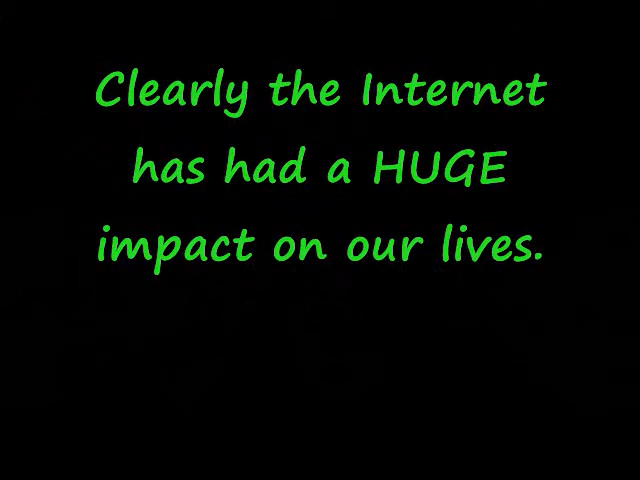 Clearly the Internet
has had a HUGE
impact on our lives.